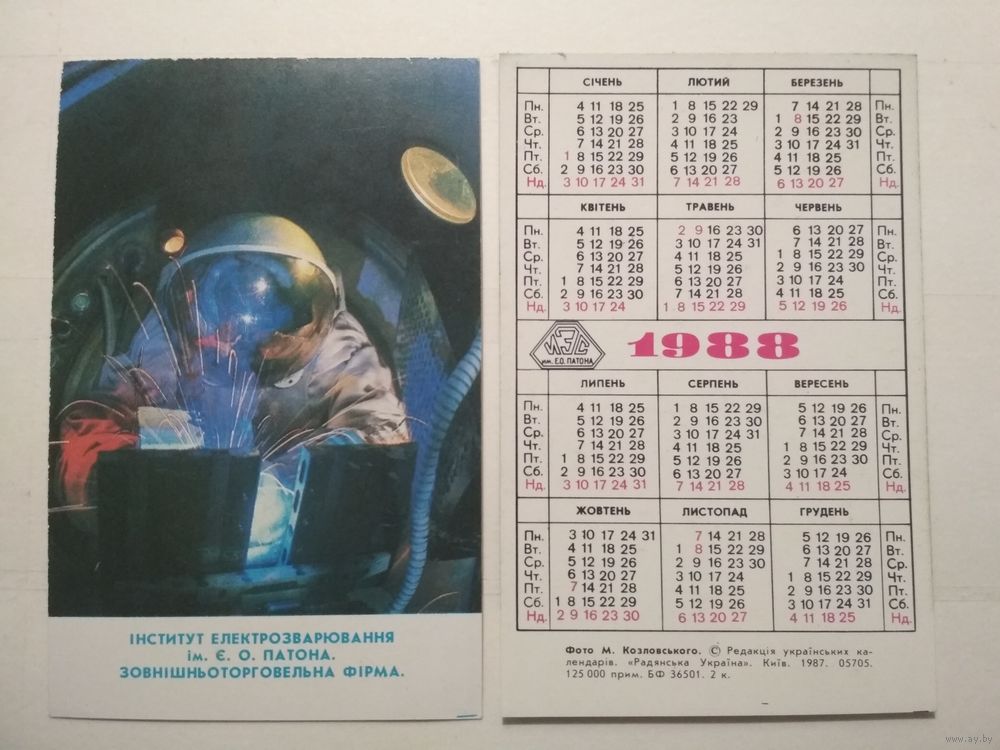 ІНСТИТУТ ЕЛЕКТРОЗВАРЮВАННЯ
ім. Є. О. ПАТОНА.
ЗОВНІШНЬОТОРГОВЕЛЬНА ФІРМА.
СІЧЕНЬ ЛЮТИЙ БЕРЕЗЕНЬ
Пн. 4 11 18 25 1 8 15 22 29 7 14 21 28 Пн.
Вт. 5 12 19 26 2 9 16 23 1 8 15 22 29 Вт.
Ср. 6 13 20 27 3 10 17 24 2 9 16 23 30 Ср.
Чт. 7 14 21 28 4 11 18 25 3 10 17 24 31 Чт.
Пт. 1 8 15 22 29 5 12 19 26 4 11 18 25 Пт.
Сб. 2 9 16 23 30 6 13 20 27 5 12 19 26 Сб.
Нд. 3 10 17 24 31 7 14 21 28 6 13 20 27 Нд.
КВІТЕНЬ ТРАВЕНЬ ЧЕРВЕНЬ
Пн. 4 11 18 25 2 9 16 23 30 6 13 20 27 Пн.
Вт. 5 12 19 26 3 10 17 24 31 7 14 21 28 Вт.
Ср. 6 13 20 27 4 11 18 25 1 8 15 22 29 Ср.
Чт. 7 14 21 28 5 12 19 26 2 9 16 23 30 Чт.
Пт. 1 8 15 22 29 6 13 20 27 3 10 17 24 Пт.
Сб. 2 9 16 23 30 7 14 21 28 4 11 18 25 Сб.
Нд. 3 10 17 24 1 8 15 22 29 5 12 19 26 Нд.
ИЭС
ИМ. Е.О. ПАТОНА
1988
ЛИПЕНЬ СЕРПЕНЬ ВЕРЕСЕНЬ
Пн. 4 11 18 25 1 8 15 22 29 5 12 19 26 Пн.
Вт. 5 12 19 26 2 9 16 23 30 6 13 20 27 Вт.
Ср. 6 13 20 27 3 10 17 24 31 7 14 21 28 Ср.
Чт. 7 14 21 28 4 11 18 25 1 8 15 22 29 Чт.
Пт. 1 8 15 22 29 5 12 19 26 2 9 16 23 30 Пт.
Сб. 2 9 16 23 30 6 13 20 27 3 10 17 24 Сб.
Нд. 3 10 17 24 31 7 14 21 28 4 11 18 25 Нд.
ЖОВТЕНЬ ЛИСТОПАД ГРУДЕНЬ
Пн. 3 10 17 24 31 7 14 21 28 5 12 19 26 Пн.
Вт. 4 11 18 25 1 8 15 22 29 6 13 20 27 Вт.
Ср. 5 12 19 26 2 9 16 23 30 7 14 21 28 Ср.
Чт. 6 13 20 27 3 10 17 24 1 8 15 22 29 Чт.
Пт. 7 14 21 28 4 11 18 25 2 9 16 23 30 Пт.
Сб. 1 8 15 22 29 5 12 19 26 3 10 17 24 31 Сб.
Нд. 2 9 16 23 30 6 13 20 27 4 11 18 25 Нд.
Фото М. Козловського. © Редакція українських ка-
лендарів. «Радянська Україна». Київ. 1987. 05705.
125 000 прим. БФ 36501. 2 к.
www.ay.by